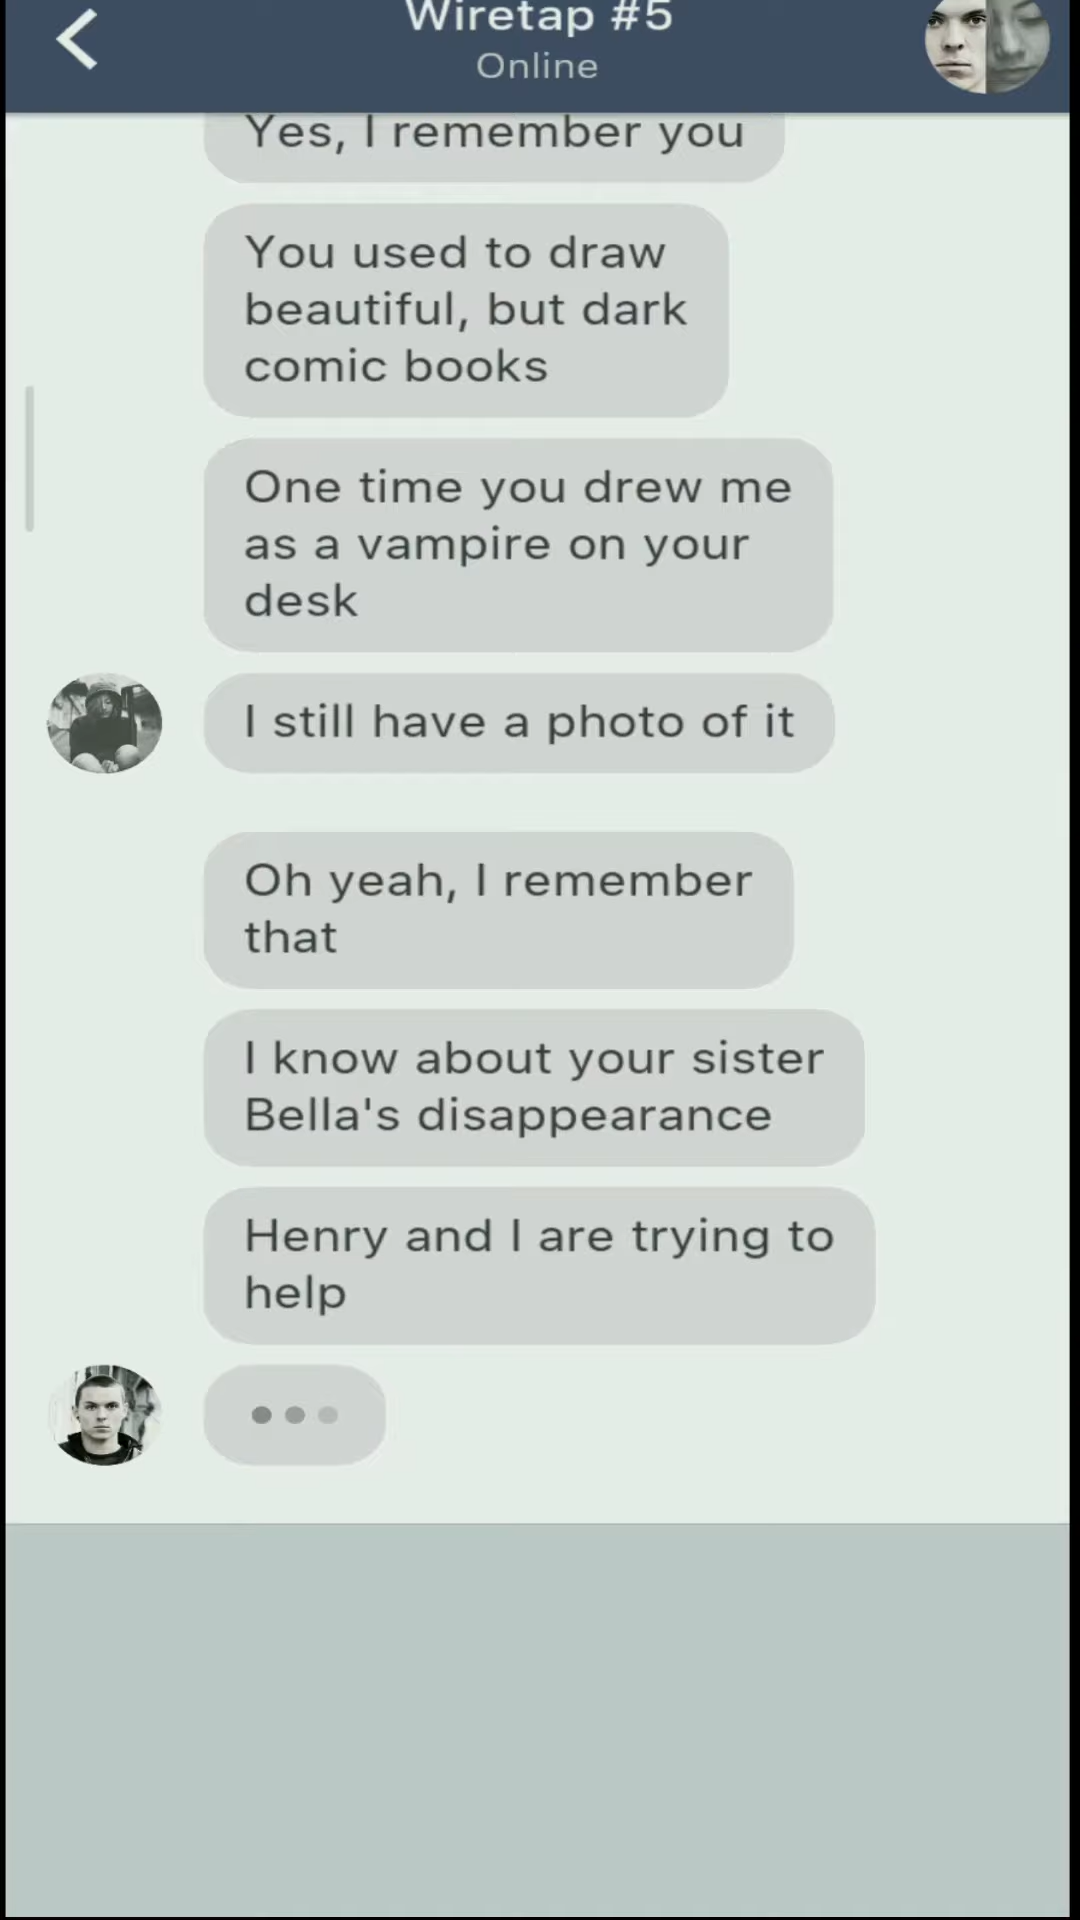 Wiretap #5
Online
Yes, I remember you
You used to draw
beautiful, but dark
comic books
One time you drew me
as a vampire on your
desk
I still have a photo of it
Oh yeah, I remember
that
I know about your sister
Bella's disappearance
Henry and I are trying to
help